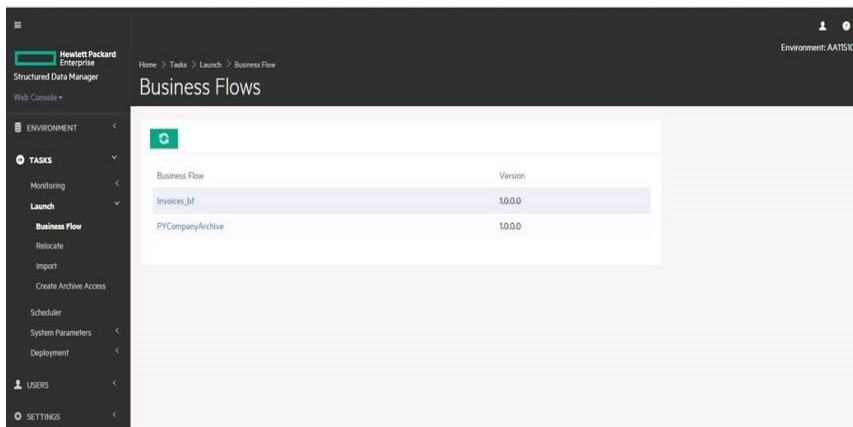 Hewlett Packard
Enterprise
Structured Data Manager
Web Console
ENVIRONMENT
TASKS
Monitoring
Launch
Business Flow
Relocate
Import
Create Archive Access
Scheduler
System Parameters
Deployment
USERS
SETTINGS
Environment: AA11510
Home > Tasks > Launch > Business Flow
Business Flows
Business Flow Version
Invoices_bf 1.0.0.0
PYCompanyArchive 1.0.0.0